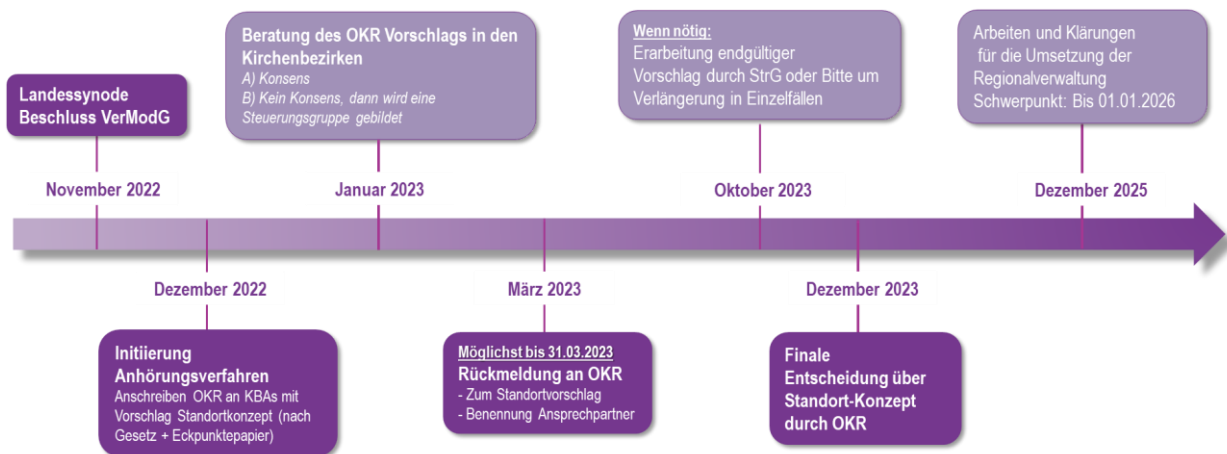 Landessynode
Beschluss VerModG
November 2022
Beratung des OKR Vorschlags in den
Kirchenbezirken
A) Konsens
B) Kein Konsens, dann wird eine
Steuerungsgruppe gebildet
Januar 2023
Wenn nötig:
Erarbeitung endgültiger
Vorschlag durch StrG oder Bitte um
Verlängerung in Einzelfällen
Oktober 2023
Arbeiten und Klärungen
für die Umsetzung der
Regionalverwaltung
Schwerpunkt: Bis 01.01.2026
Dezember 2025
Dezember 2022
Initiierung
Anhörungsverfahren
Anschreiben OKR an KBAs mit
Vorschlag Standortkonzept (nach
Gesetz + Eckpunktepapier)
März 2023
Möglichst bis 31.03.2023
Rückmeldung an OKR
- Zum Standortvorschlag
- Benennung Ansprechpartner
Dezember 2023
Finale
Entscheidung über
Standort-Konzept
durch OKR